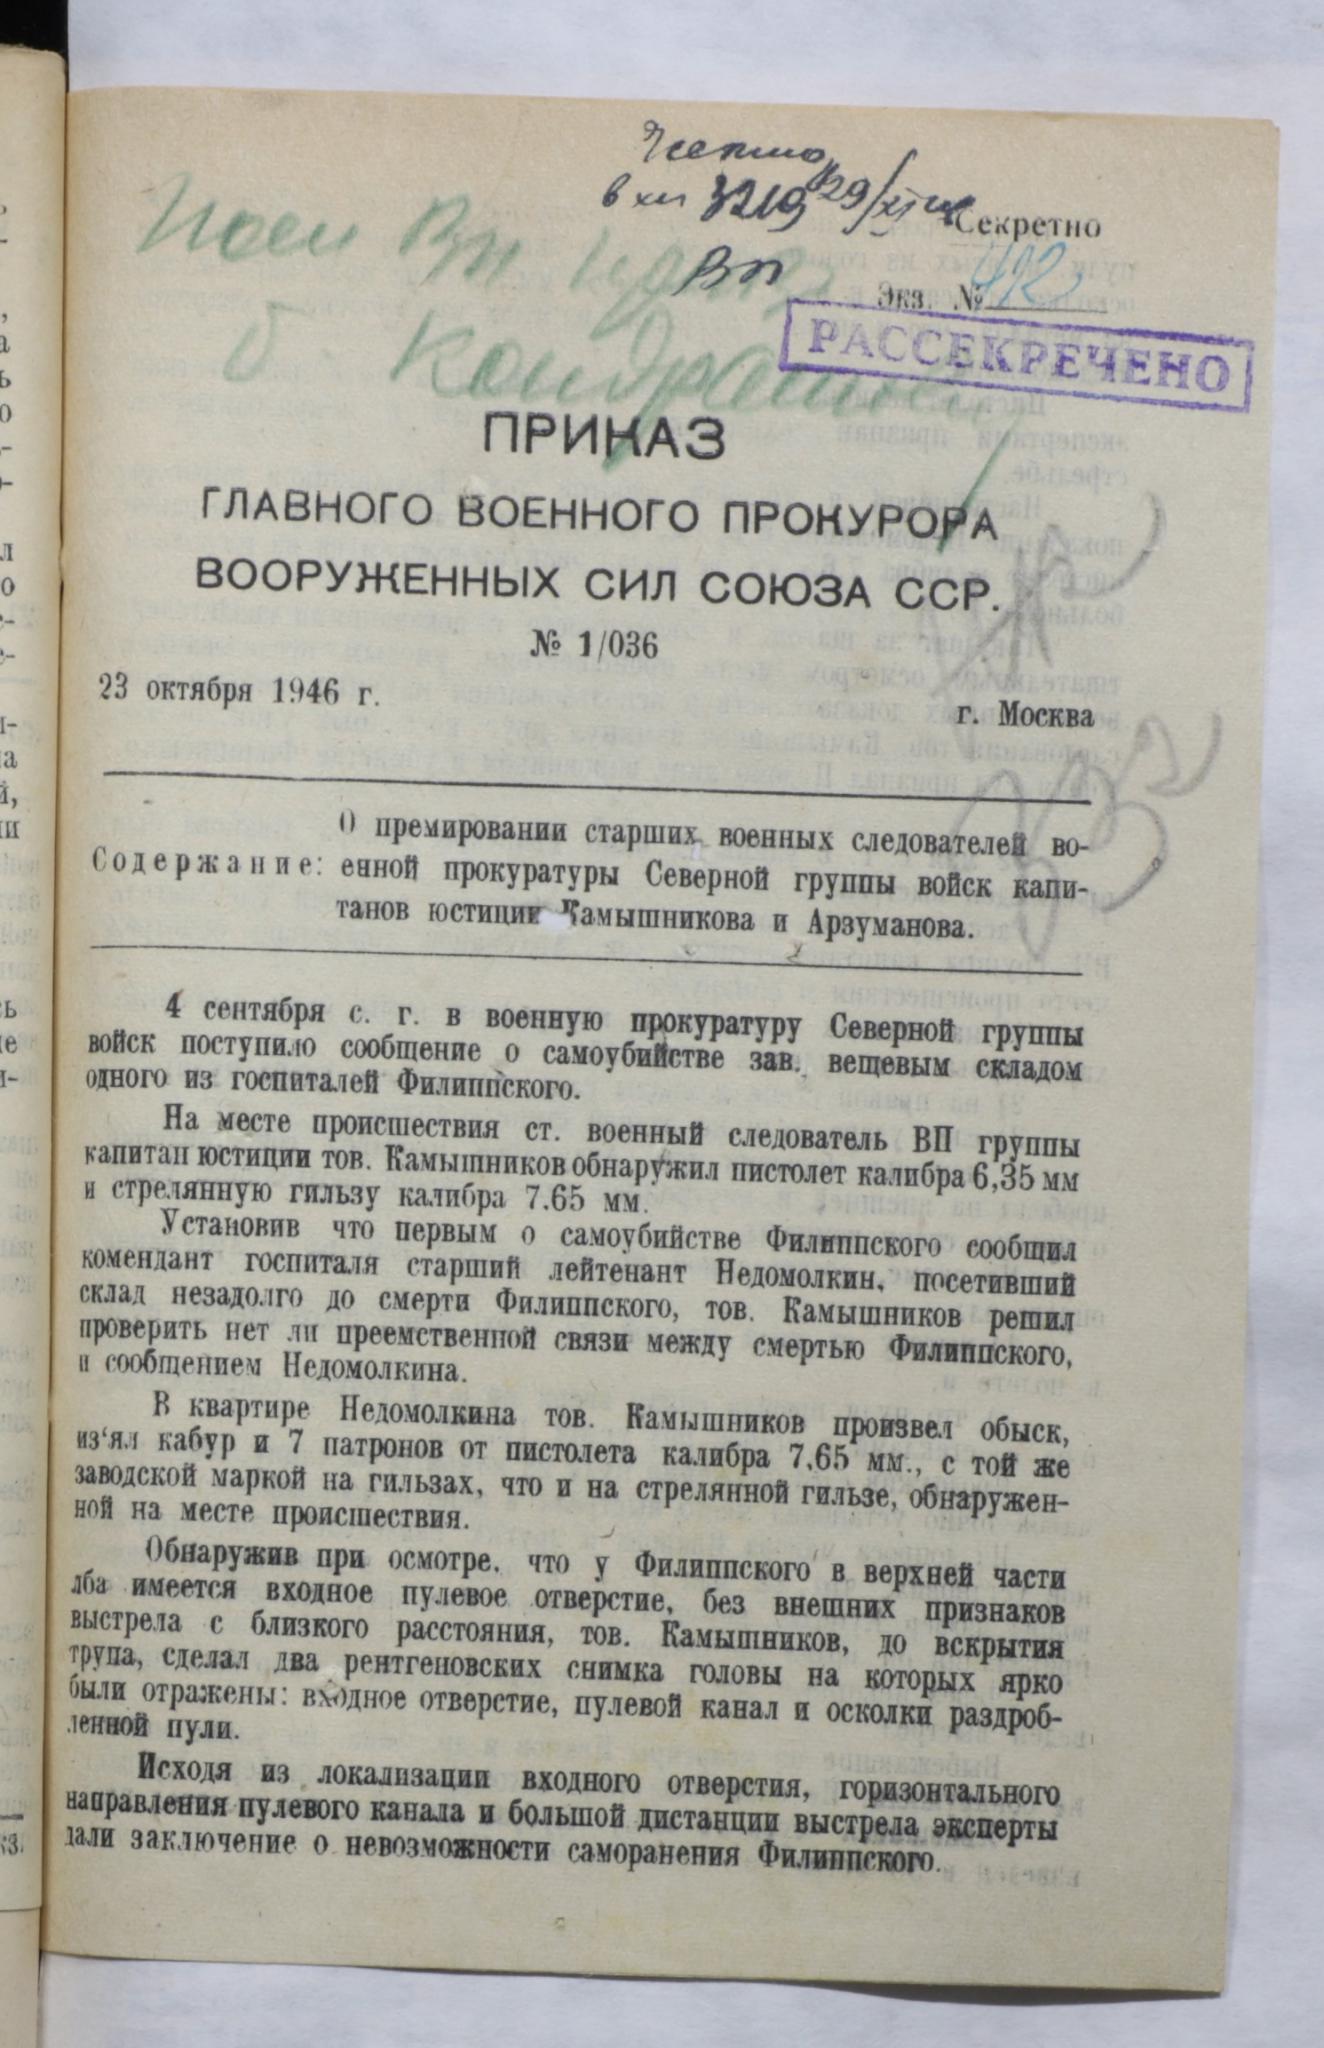 в хи 3219 29/XI
Секретно
ВП
Экз. № 412
РАССЕКРЕЧЕНО
ПРИКАЗ
ГЛАВНОГО ВОЕННОГО ПРОКУРОРА
ВООРУЖЕННЫХ СИЛ СОЮЗА ССР.
№ 1/036
23 октября 1946 г.
г. Москва
О премировании старших военных следователей во-
Содержание: енной прокуратуры Северной группы войск капи-
танов юстиции Камышникова и Арзуманова.
4 сентября с. г. в военную прокуратуру Северной группы
войск поступило сообщение о самоубийстве зав. вещевым складом
одного из госпиталей Филиппского.
На месте происшествия ст. военный следователь ВП группы
капитан юстиции тов. Камышников обнаружил пистолет калибра 6,35 мм
и стрелянную гильзу калибра 7.65 мм.
Установив что первым о самоубийстве Филиппского сообщил
комендант госпиталя старший лейтенант Недомолкин, посетивший
склад незадолго до смерти Филиппского, тов. Камышников решил
проверить нет ли преемственной связи между смертью Филиппского,
и сообщением Недомолкина.
В квартире Недомолкина тов. Камышников произвел обыск,
из'ял кабур и 7 патронов от пистолета калибра 7,65 мм., с той же
заводской маркой на гильзах, что и на стрелянной гильзе, обнаружен-
ной на месте происшествия.
Обнаружив при осмотре, что у Филиппского в верхней части
лба имеется входное пулевое отверстие, без внешних признаков
выстрела с близкого расстояния, тов. Камышников, до вскрытия
трупа, сделал два рентгеновских снимка головы на которых ярко
были отражены: входное отверстие, пулевой канал и осколки раздроб-
ленной пули.
Исходя из локализации входного отверстия, горизонтального
направления пулевого канала и большой дистанции выстрела эксперты
дали заключение о невозможности саморанения Филиппского.